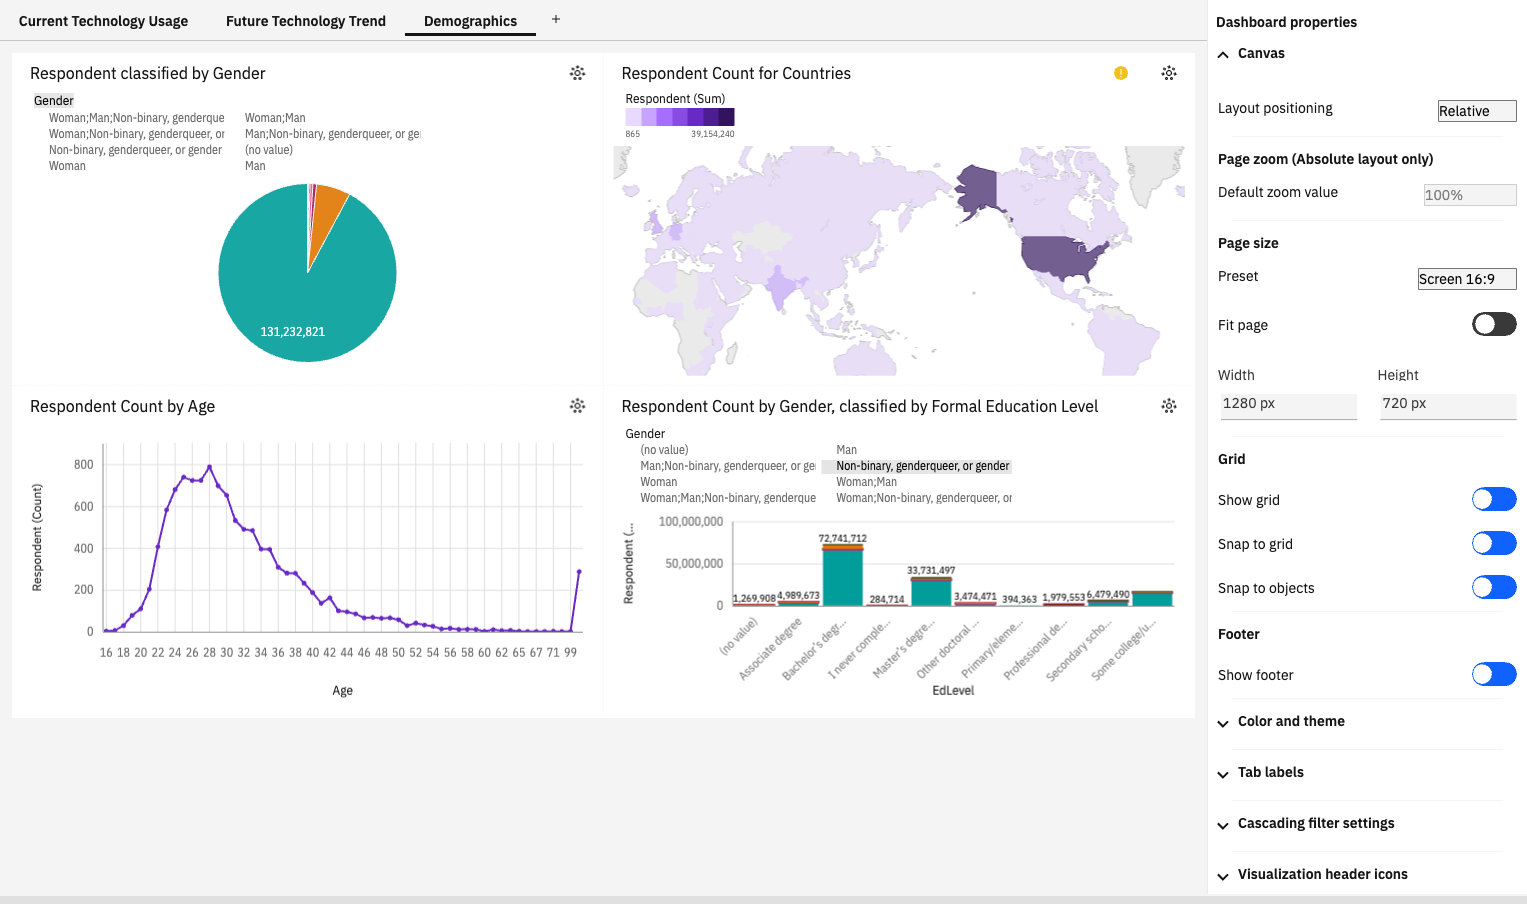 Current Technology Usage
Future Technology Trend
Demographics
+
Respondent classified by Gender
Gender
Woman;Man;Non-binary, genderque
Woman;Man
Woman;Non-binary, genderqueer, or
Man;Non-binary, genderqueer, or ge
Non-binary, genderqueer, or gender
(no value)
Woman
Man
131,232,821
Respondent Count for Countries
Respondent (Sum)
865
39,154,240
Respondent Count by Age
Respondent (Count)
800
600
400
200
0
16 18 20 22 24 26 28 30 32 34 36 38 40 42 44 46 48 50 52 54 56 58 60 62 65 67 71 99
Age
Respondent Count by Gender, classified by Formal Education Level
Gender
(no value)
Man
Man;Non-binary, genderqueer, or ge
Non-binary, genderqueer, or gender
Woman
Woman;Man
Woman;Man;Non-binary, genderque
Woman;Non-binary, genderqueer, or
Respondent (...
100,000,000
50,000,000
0
1,269,908
4,989,673
72,741,712
284,714
33,731,497
3,474,471
394,363
1,979,553
6,479,490
(no value)
Associate degree
Bachelor's degr...
I never comple...
Master's degre...
Other doctoral ...
Primary/eleme...
Professional de...
Secondary scho...
Some college/u...
EdLevel
Dashboard properties
Canvas
Layout positioning
Relative
Page zoom (Absolute layout only)
Default zoom value
100%
Page size
Preset
Screen 16:9
Fit page
Width
Height
1280 px
720 px
Grid
Show grid
Snap to grid
Snap to objects
Footer
Show footer
Color and theme
Tab labels
Cascading filter settings
Visualization header icons